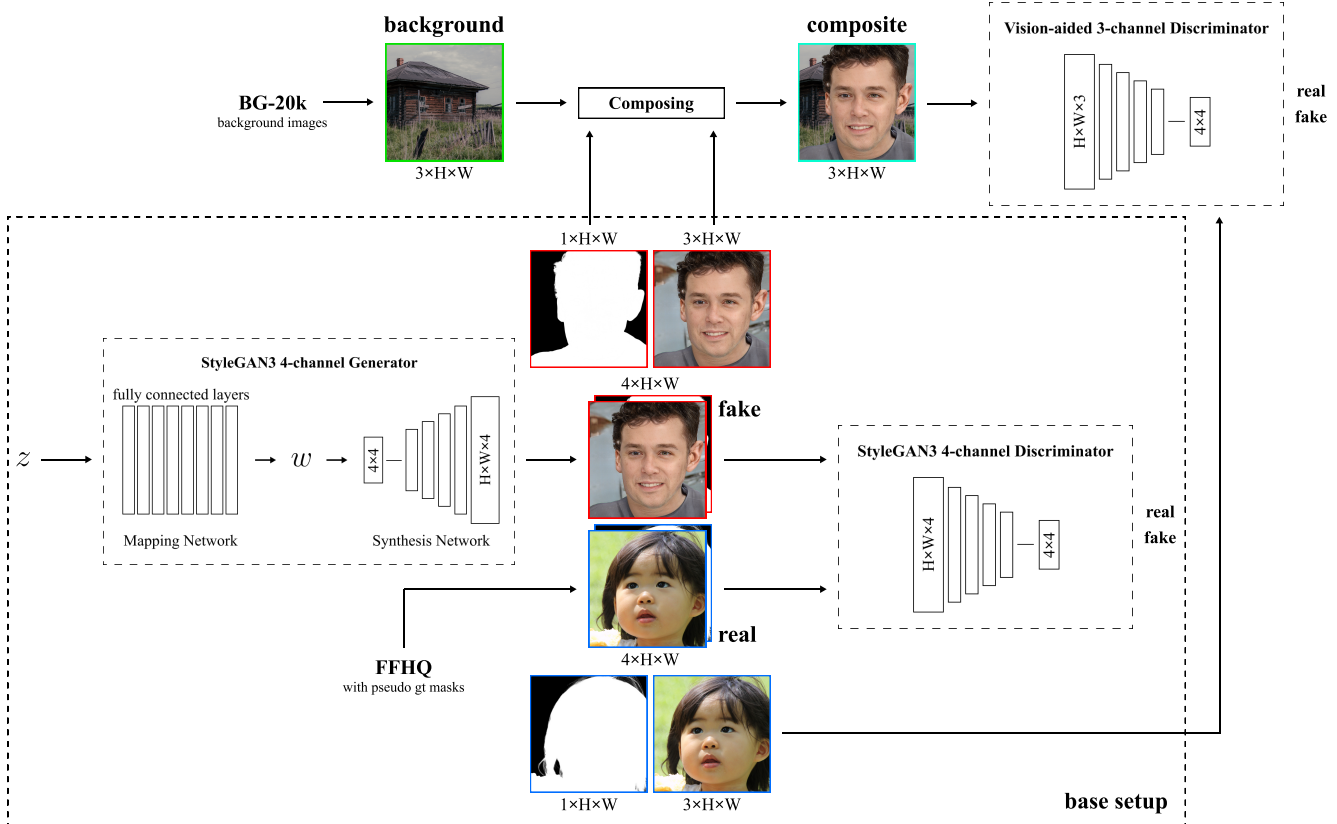 background
composite
Vision-aided 3-channel Discriminator
BG-20k
background images
Composing
H×W×3
4×4
real
fake
3×H×W
3×H×W
1×H×W
3×H×W
StyleGAN3 4-channel Generator
fully connected layers
4×H×W
fake
z
w
4×4
H×W×4
Mapping Network
Synthesis Network
StyleGAN3 4-channel Discriminator
H×W×4
4×4
real
fake
real
4×H×W
FFHQ
with pseudo gt masks
1×H×W
3×H×W
base setup